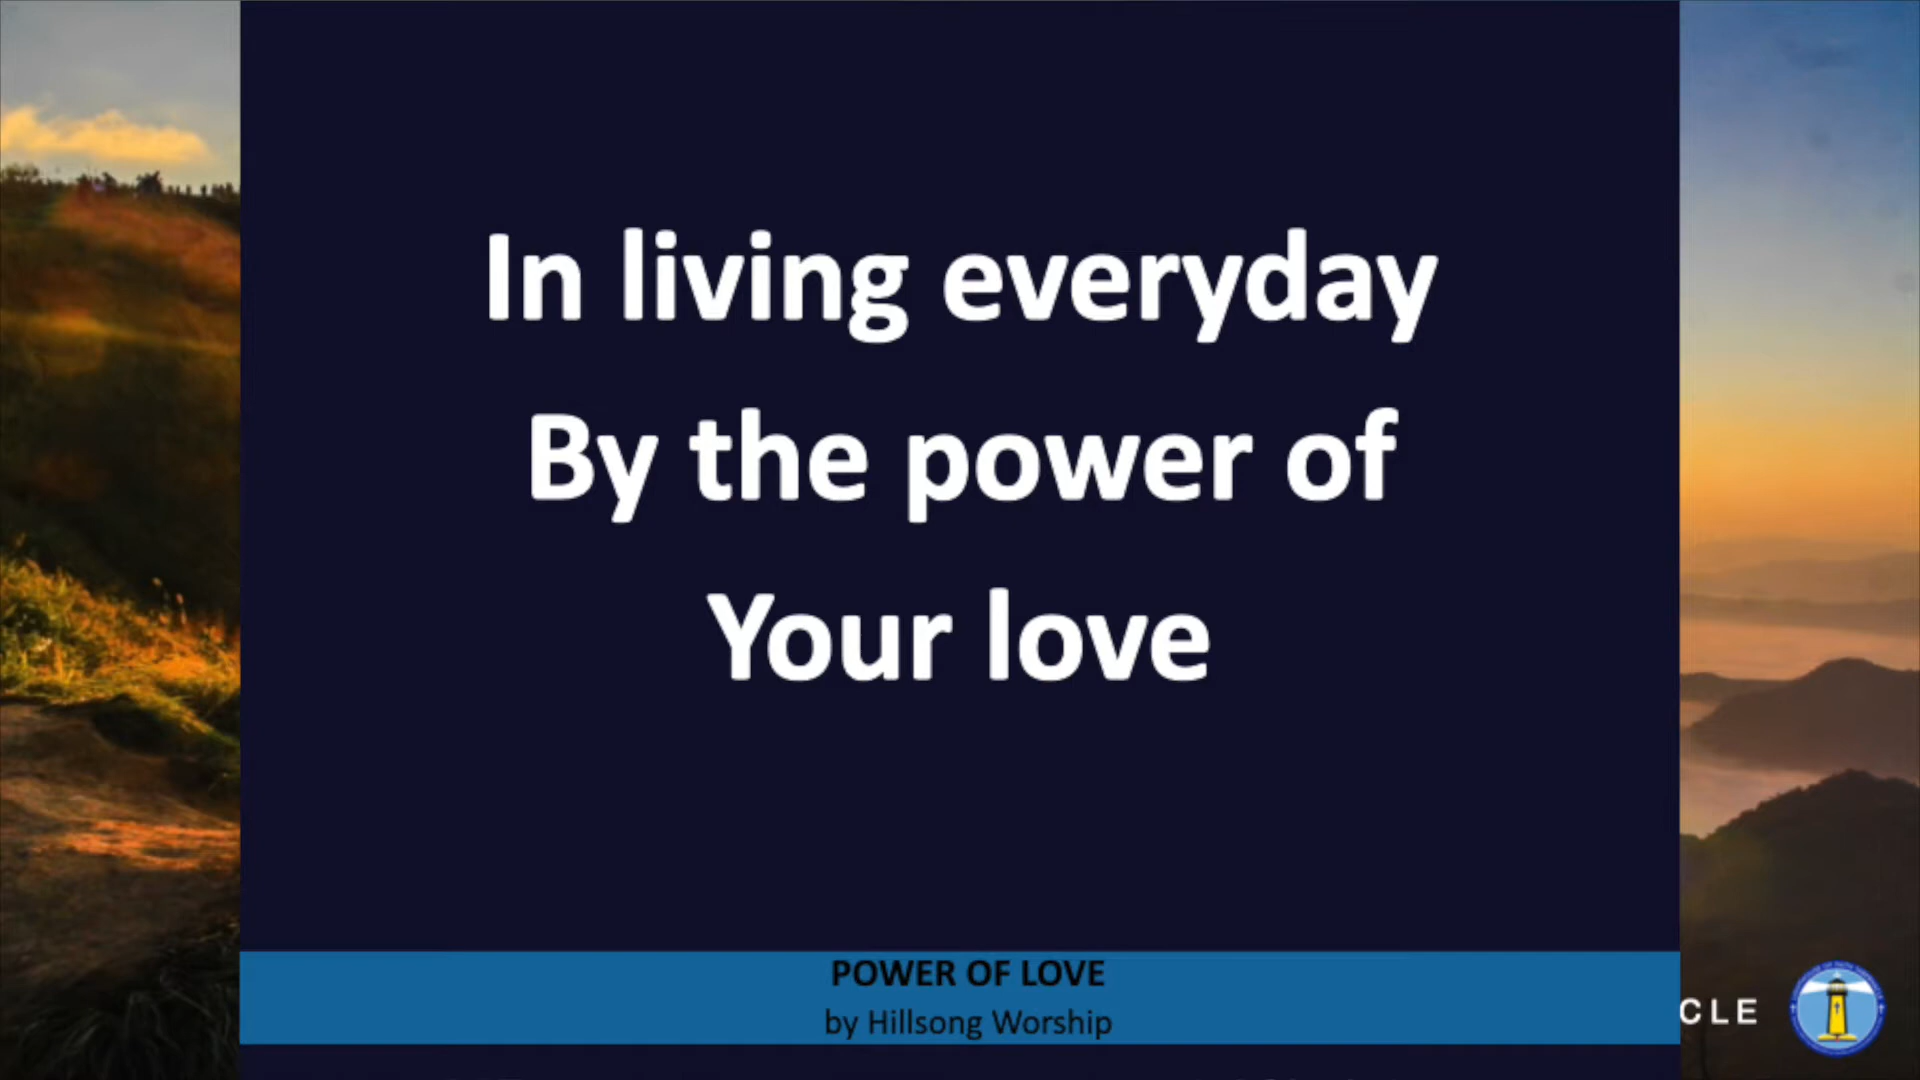 In living everyday
By the power of
Your love
POWER OF LOVE
by Hillsong Worship
CLE